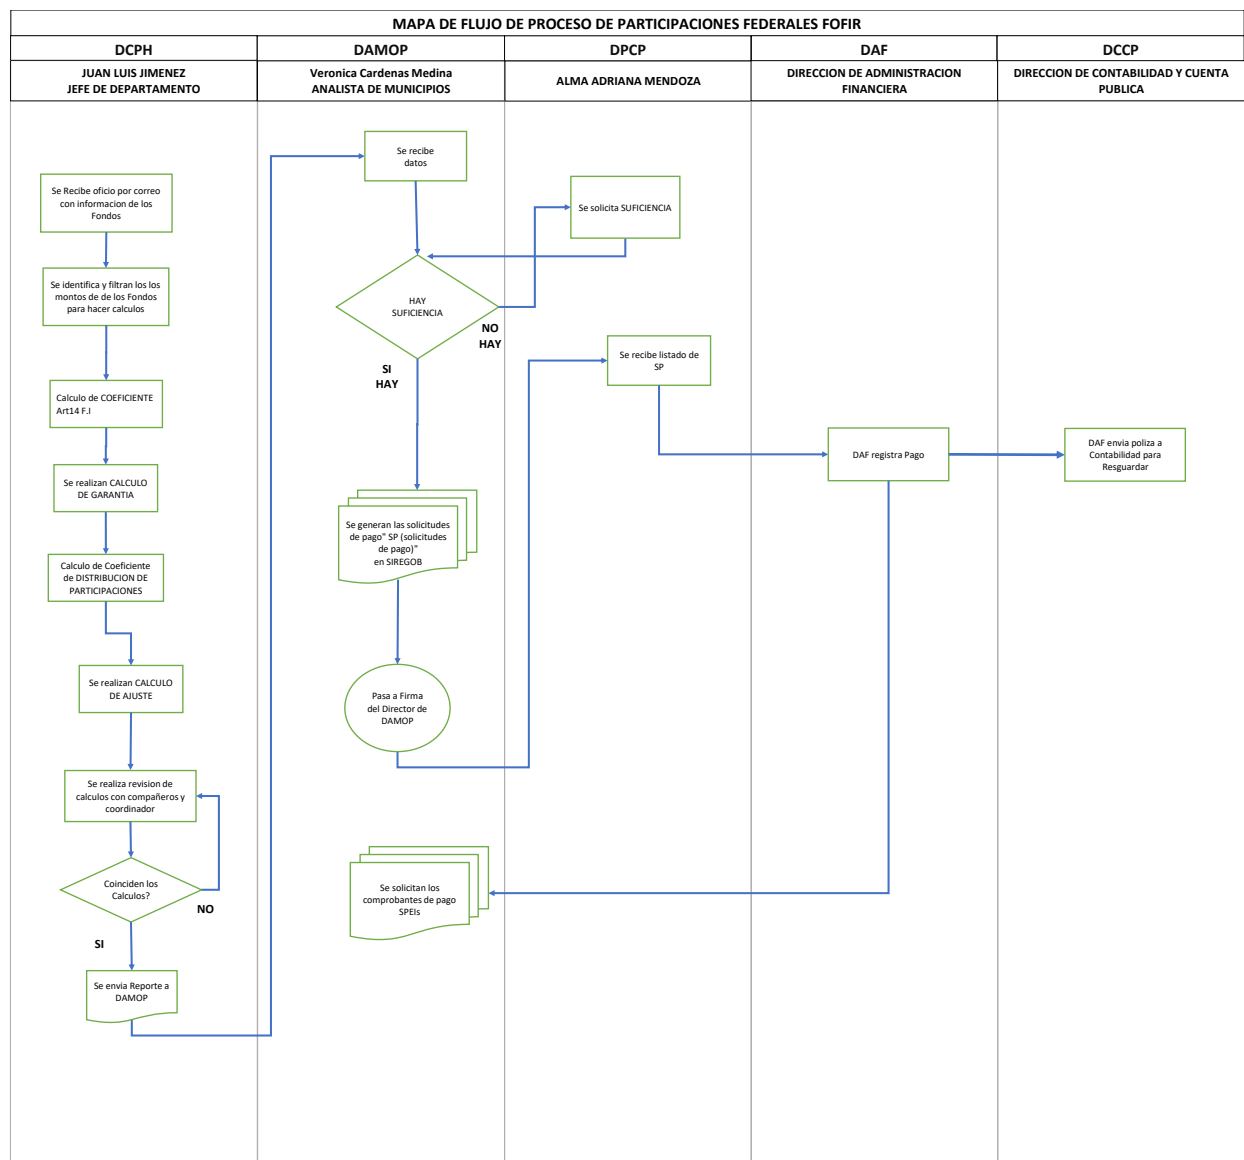 MAPA DE FLUJO DE PROCESO DE PARTICIPACIONES FEDERALES FOFIR
DCPH
DAMOP
DPCP
DAF
DCCP
JUAN LUIS JIMENEZ
JEFE DE DEPARTAMENTO
Veronica Cardenas Medina
ANALISTA DE MUNICIPIOS
ALMA ADRIANA MENDOZA
DIRECCION DE ADMINISTRACION
FINANCIERA
DIRECCION DE CONTABILIDAD Y CUENTA
PUBLICA
Se Recibe oficio por correo
con informacion de los
Fondos
Se identifica y filtran los los
montos de de los Fondos
para hacer calculos
Calculo de COEFICIENTE
Art14 F.I
Se realizan CALCULO
DE GARANTIA
Calculo de Coeficiente
de DISTRIBUCION DE
PARTICIPACIONES
Se realizan CALCULO
DE AJUSTE
Se realiza revision de
calculos con compañeros y
coordinador
Coinciden los
Calculos?
NO
SI
Se envia Reporte a
DAMOP
Se recibe
datos
HAY
SUFICIENCIA
NO
HAY
SI
HAY
Se generan las solicitudes
de pago" SP (solicitudes
de pago)"
en SIREGOB
Pasa a Firma
del Director de
DAMOP
Se solicitan los
comprobantes de pago
SPEIs
Se solicita SUFICIENCIA
Se recibe listado de
SP
DAF registra Pago
DAF envia poliza a
Contabilidad para
Resguardar